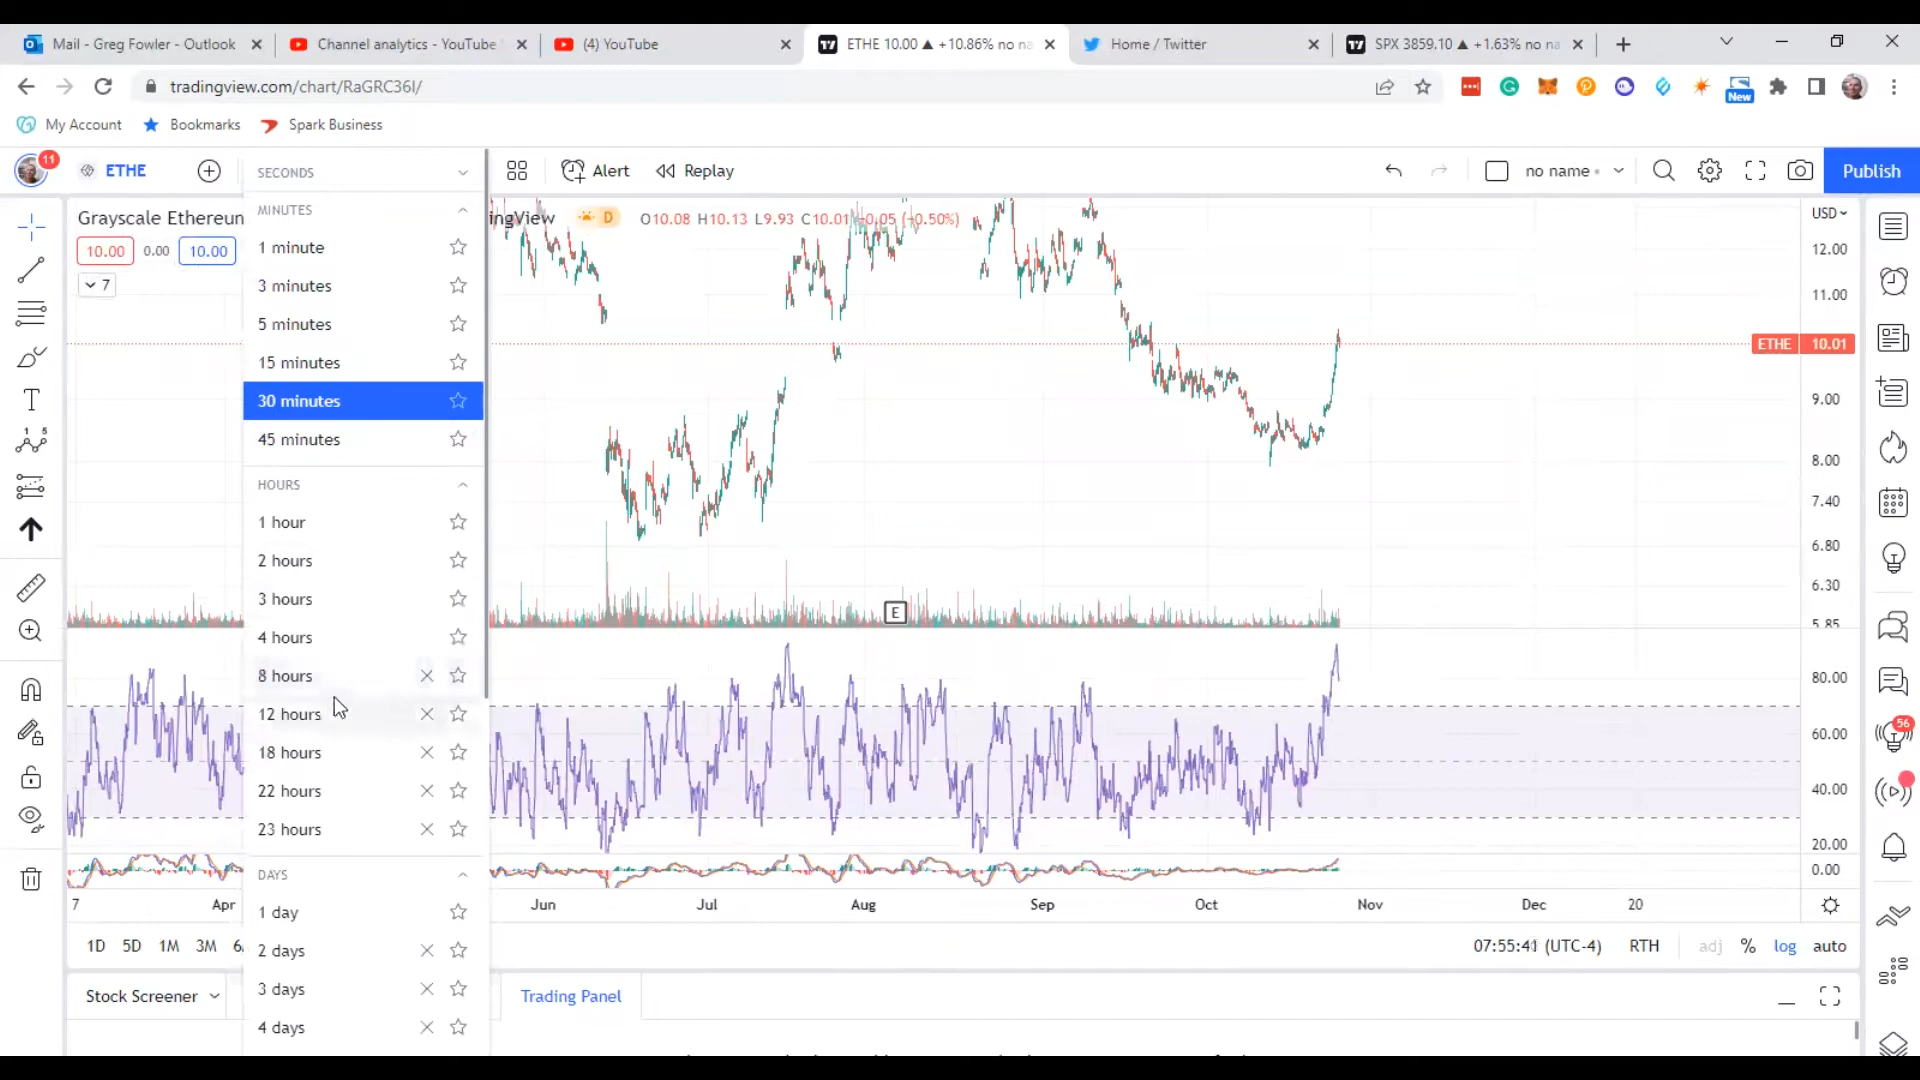 Mail - Greg Fowler - Outlook
Channel analytics - YouTube
(4) YouTube
ETHE 10.00 ▲ +10.86% no na
Home / Twitter
SPX 3859.10 ▲ +1.63% no na
tradingview.com/chart/RaGRC36I/
New
My Account
Bookmarks
Spark Business
11
ETHE
SECONDS
Alert
Replay
no name
Publish
MINUTES
1 minute
3 minutes
5 minutes
15 minutes
30 minutes
45 minutes
HOURS
1 hour
2 hours
3 hours
4 hours
8 hours
12 hours
18 hours
22 hours
23 hours
DAYS
1 day
2 days
3 days
4 days
Grayscale Ethereun
ingView
D
O10.08 H10.13 L9.93 C10.01 −0.05 (−0.50%)
10.00
0.00
10.00
7
USD
12.00
11.00
ETHE 10.01
9.00
8.00
7.40
6.80
6.30
5.85
E
80.00
60.00
40.00
20.00
0.00
56
7
Apr
Jun
Jul
Aug
Sep
Oct
Nov
Dec
20
1D
5D
1M
3M
07:55:41 (UTC-4)
RTH
adj
%
log
auto
Stock Screener
Trading Panel